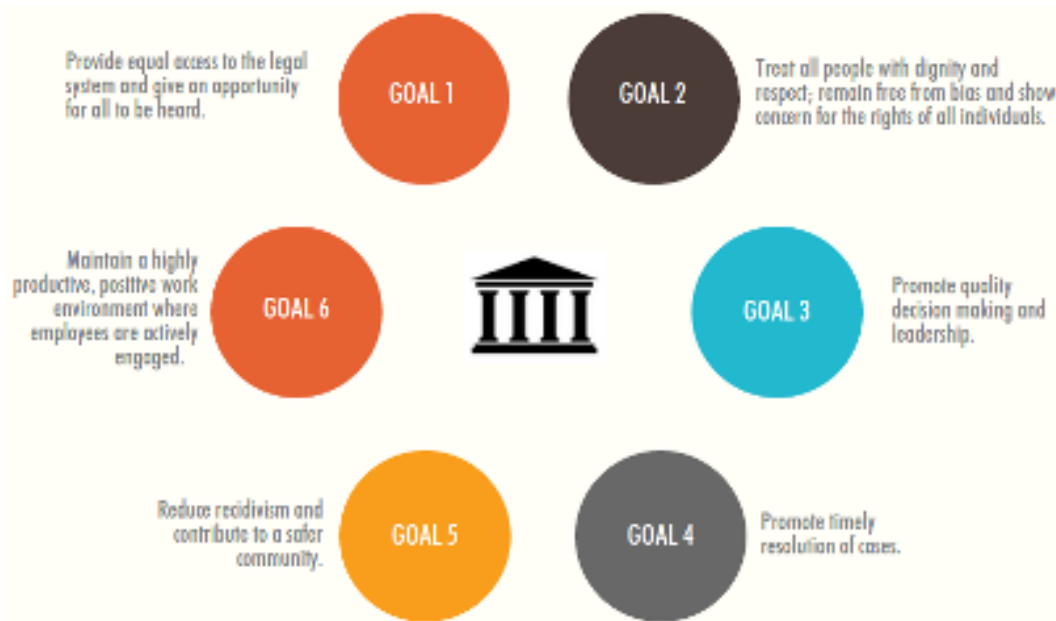 GOAL 1
Provide equal access to the legal
system and give an opportunity
for all to be heard.
GOAL 2
Treat all people with dignity and
respect; remain free from bias and show
concern for the rights of all individuals.
GOAL 3
Promote quality
decision making and
leadership.
GOAL 4
Promote timely
resolution of cases.
GOAL 5
Reduce recidivism and
contribute to a safer
community.
GOAL 6
Maintain a highly
productive, positive work
environment where
employees are actively
engaged.